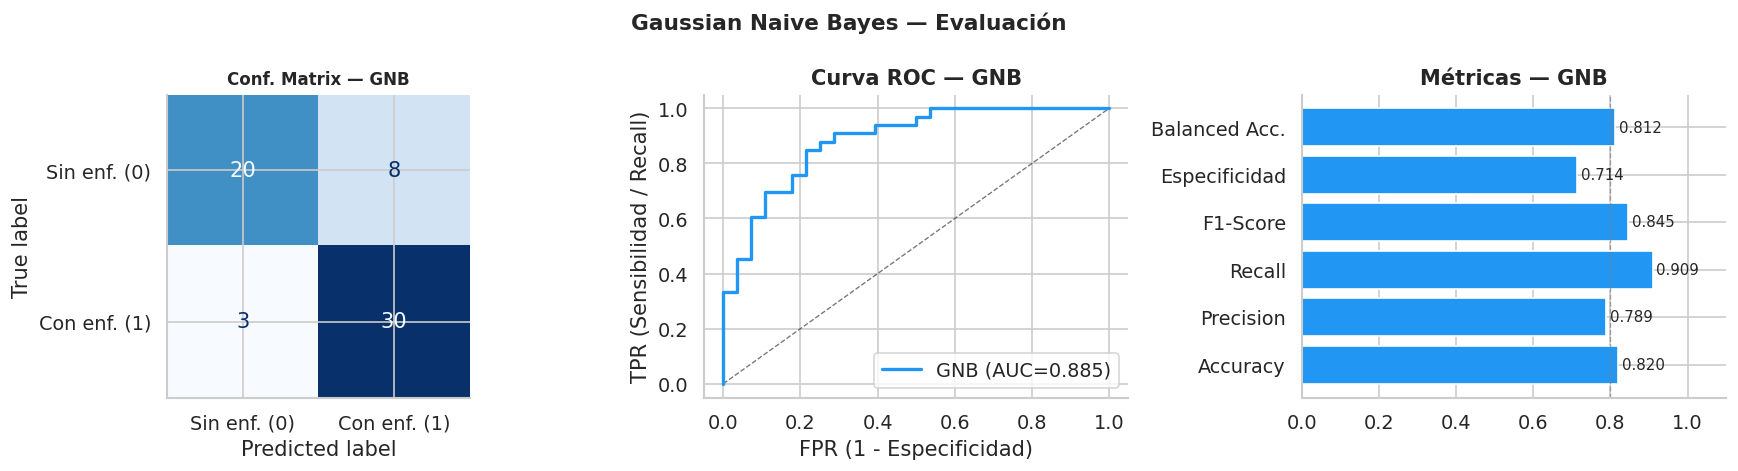 Gaussian Naive Bayes — Evaluación
Conf. Matrix — GNB
True label
Sin enf. (0)
Con enf. (1)
20
8
3
30
Sin enf. (0) Con enf. (1)
Predicted label
Curva ROC — GNB
TPR (Sensibilidad / Recall)
1.0
0.8
0.6
0.4
0.2
0.0
GNB (AUC=0.885)
0.0 0.2 0.4 0.6 0.8 1.0
FPR (1 - Especificidad)
Métricas — GNB
Balanced Acc. 0.812
Especificidad 0.714
F1-Score 0.845
Recall 0.909
Precision 0.789
Accuracy 0.820
0.0 0.2 0.4 0.6 0.8 1.0